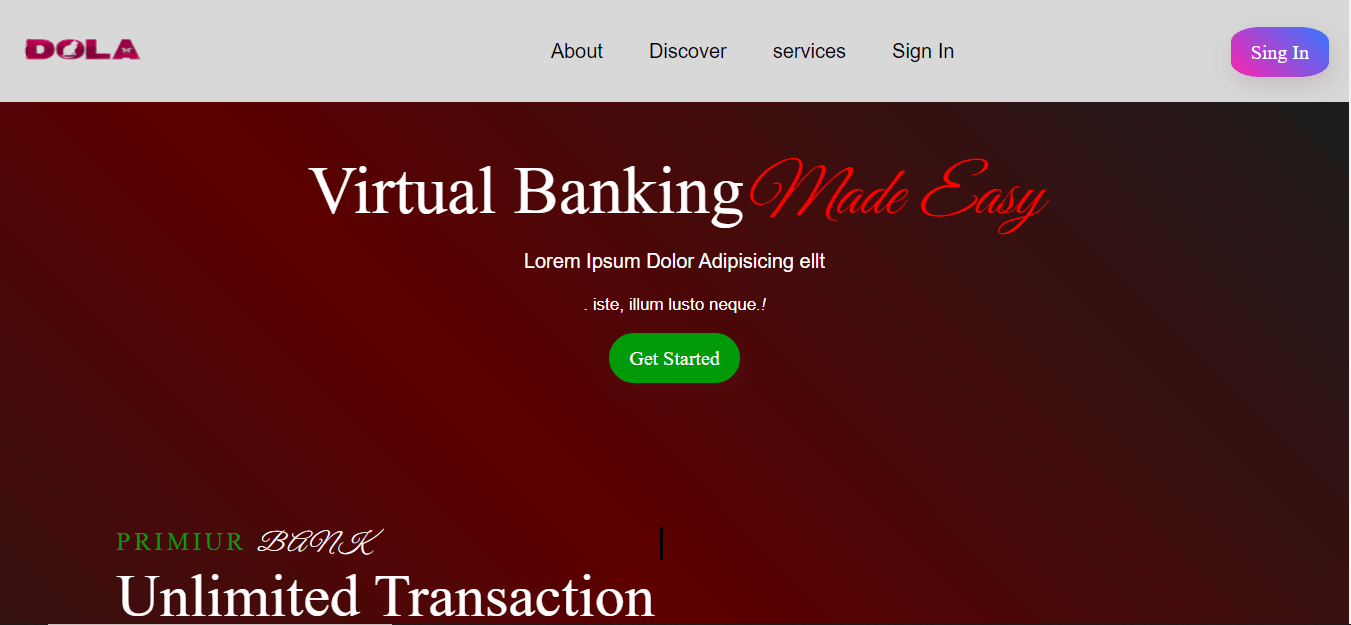 DOLA
About Discover services Sign In
Sing In
Virtual Banking Made Easy
Lorem Ipsum Dolor Adipisicing ellt
. iste, illum lusto neque.!
Get Started
PRIMIUR BANK
Unlimited Transaction